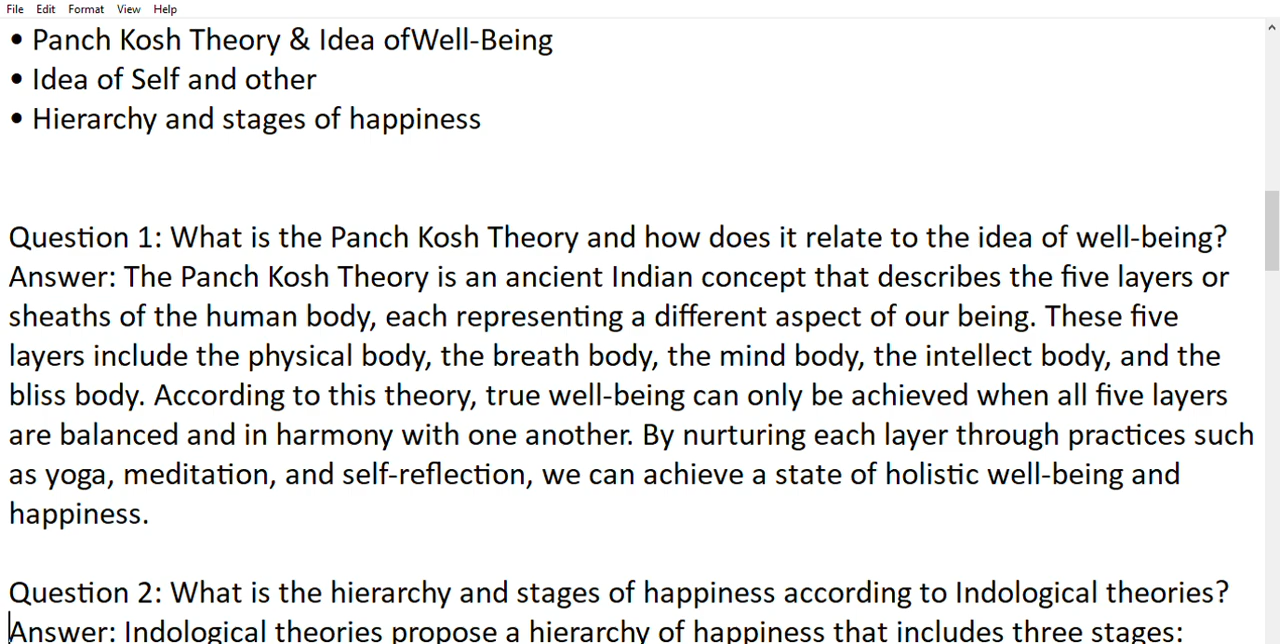 File Edit Format View Help
• Panch Kosh Theory & Idea ofWell-Being
• Idea of Self and other
• Hierarchy and stages of happiness
Question 1: What is the Panch Kosh Theory and how does it relate to the idea of well-being?
Answer: The Panch Kosh Theory is an ancient Indian concept that describes the five layers or
sheaths of the human body, each representing a different aspect of our being. These five
layers include the physical body, the breath body, the mind body, the intellect body, and the
bliss body. According to this theory, true well-being can only be achieved when all five layers
are balanced and in harmony with one another. By nurturing each layer through practices such
as yoga, meditation, and self-reflection, we can achieve a state of holistic well-being and
happiness.
Question 2: What is the hierarchy and stages of happiness according to Indological theories?
Answer: Indological theories propose a hierarchy of happiness that includes three stages: